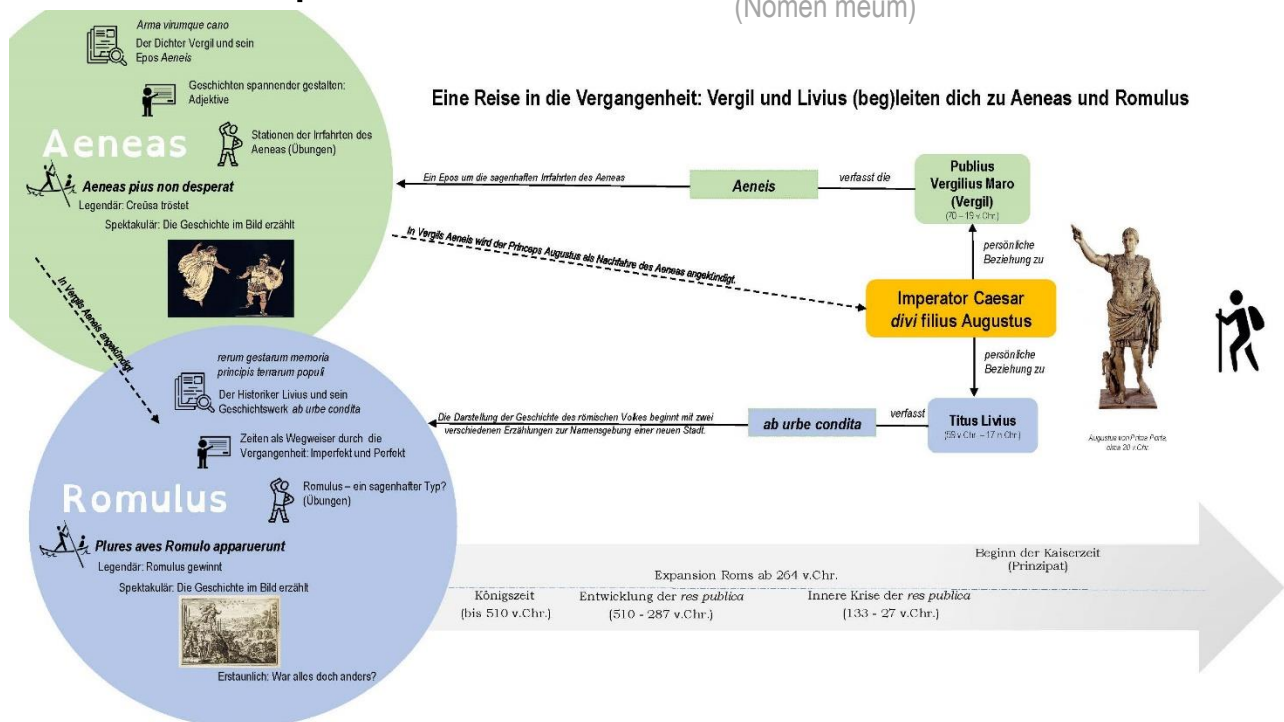 (Nomen meum)
Arma virumque cano
Der Dichter Vergil und sein
Epos Aeneis
Geschichten spannender gestalten:
Adjektive
Aeneas
Stationen der Irrfahrten des
Aeneas (Übungen)
Aeneas pius non desperat
Legendär: Creüsa tröstet
Spektakulär: Die Geschichte im Bild erzählt
Eine Reise in die Vergangenheit: Vergil und Livius (beg)leiten dich zu Aeneas und Romulus
Ein Epos um die sagenhaften Irrfahrten des Aeneas
Aeneis
verfasst die
Publius
Vergilius Maro
(Vergil)
(70 – 19 v.Chr.)
In Vergils Aeneis wird der Princeps Augustus als Nachfahre des Aeneas angekündigt.
persönliche
Beziehung zu
Imperator Caesar
divi filius Augustus
persönliche
Beziehung zu
In Vergils Aeneis angekündigt
rerum gestarum memoria
principis terrarum populi
Der Historiker Livius und sein
Geschichtswerk ab urbe condita
Die Darstellung der Geschichte des römischen Volkes beginnt mit zwei
verschiedenen Erzählungen zur Namensgebung einer neuen Stadt.
ab urbe condita
verfasst
Titus Livius
(59 v.Chr. – 17 n.Chr.)
Augustus von Prima Porta,
20 v.Chr.
Zeiten als Wegweiser durch die
Vergangenheit: Imperfekt und Perfekt
Romulus
Romulus – ein sagenhafter Typ?
(Übungen)
Plures aves Romulo apparuerunt
Legendär: Romulus gewinnt
Spektakulär: Die Geschichte im Bild erzählt
Erstaunlich: War alles doch anders?
Beginn der Kaiserzeit
(Prinzipat)
Expansion Roms ab 264 v.Chr.
Königszeit
(bis 510 v.Chr.)
Entwicklung der res publica
(510 - 287 v.Chr.)
Innere Krise der res publica
(133 - 27 v.Chr.)